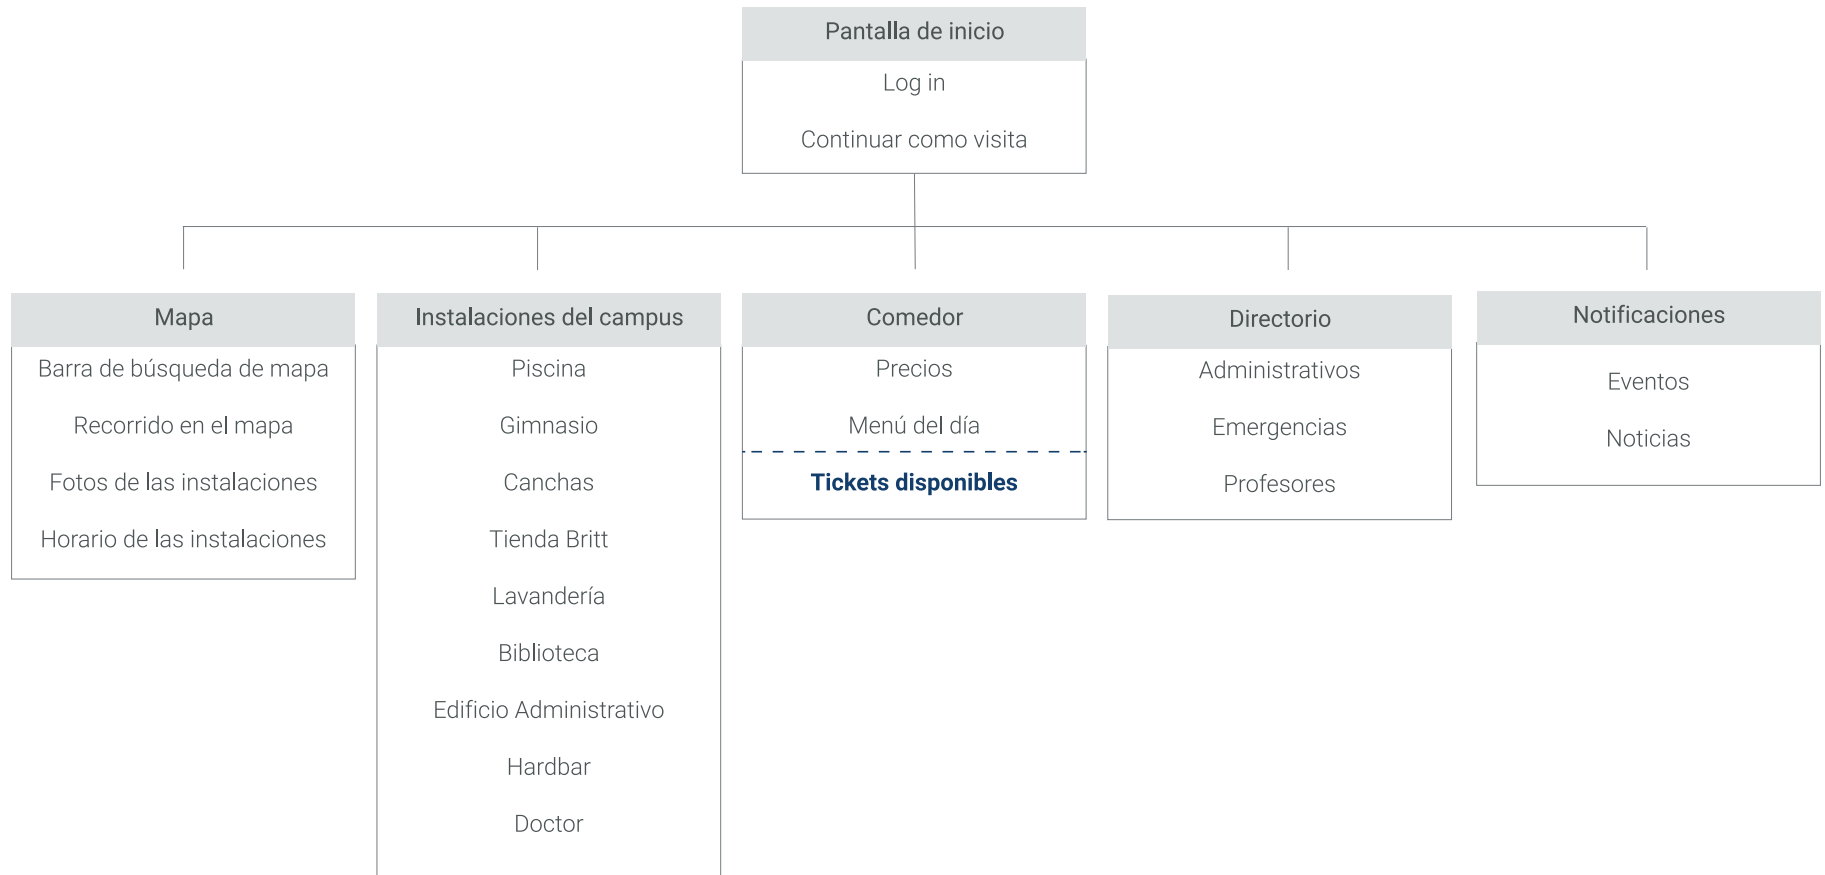 Pantalla de inicio
Log in
Continuar como visita
Mapa
Barra de búsqueda de mapa
Recorrido en el mapa
Fotos de las instalaciones
Horario de las instalaciones
Instalaciones del campus
Piscina
Gimnasio
Canchas
Tienda Britt
Lavandería
Biblioteca
Edificio Administrativo
Hardbar
Doctor
Comedor
Precios
Menú del día
Tickets disponibles
Directorio
Administrativos
Emergencias
Profesores
Notificaciones
Eventos
Noticias